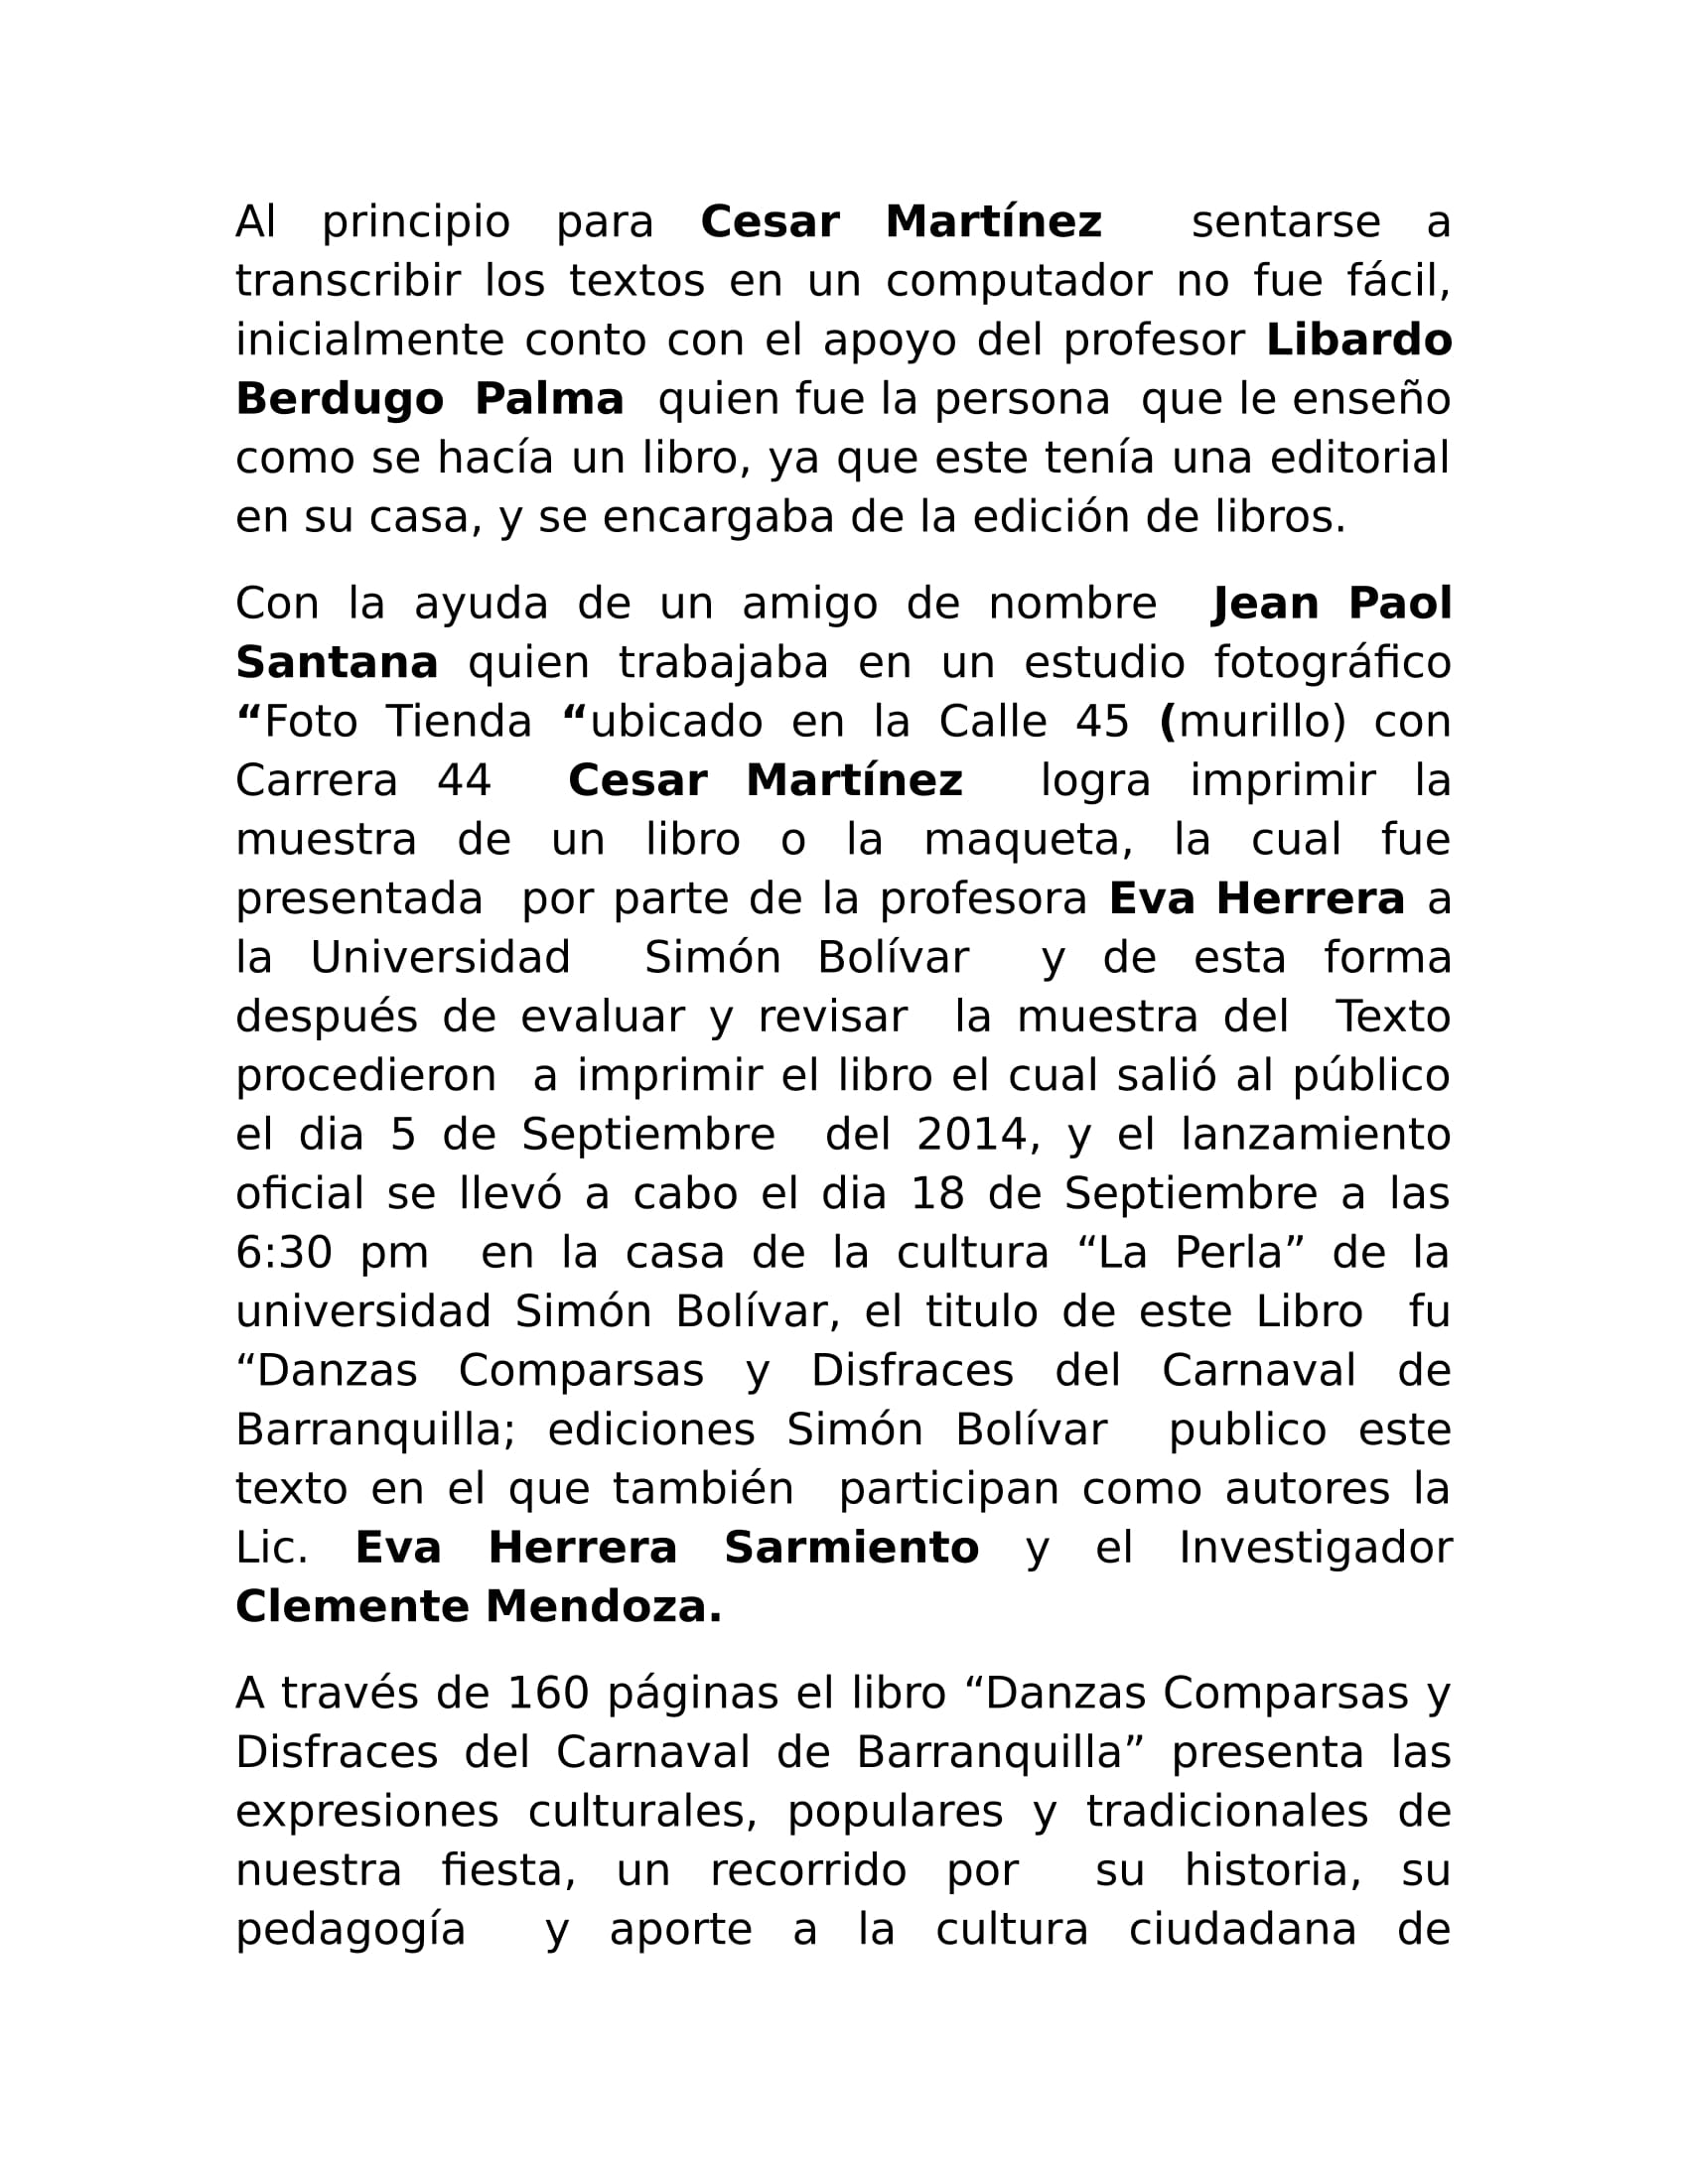 Al principio para Cesar Martínez sentarse a
transcribir los textos en un computador no fue fácil,
inicialmente conto con el apoyo del profesor Libardo
Berdugo Palma quien fue la persona que le enseño
como se hacía un libro, ya que este tenía una editorial
en su casa, y se encargaba de la edición de libros.
Con la ayuda de un amigo de nombre Jean Paol
Santana quien trabajaba en un estudio fotográfico
“Foto Tienda “ubicado en la Calle 45 (murillo) con
Carrera 44 Cesar Martínez logra imprimir la
muestra de un libro o la maqueta, la cual fue
presentada por parte de la profesora Eva Herrera a
la Universidad Simón Bolívar y de esta forma
después de evaluar y revisar la muestra del Texto
procedieron a imprimir el libro el cual salió al público
el dia 5 de Septiembre del 2014, y el lanzamiento
oficial se llevó a cabo el dia 18 de Septiembre a las
6:30 pm en la casa de la cultura “La Perla” de la
universidad Simón Bolívar, el titulo de este Libro fu
“Danzas Comparsas y Disfraces del Carnaval de
Barranquilla; ediciones Simón Bolívar publico este
texto en el que también participan como autores la
Lic. Eva Herrera Sarmiento y el Investigador
Clemente Mendoza.
A través de 160 páginas el libro “Danzas Comparsas y
Disfraces del Carnaval de Barranquilla” presenta las
expresiones culturales, populares y tradicionales de
nuestra fiesta, un recorrido por su historia, su
pedagogía y aporte a la cultura ciudadana de